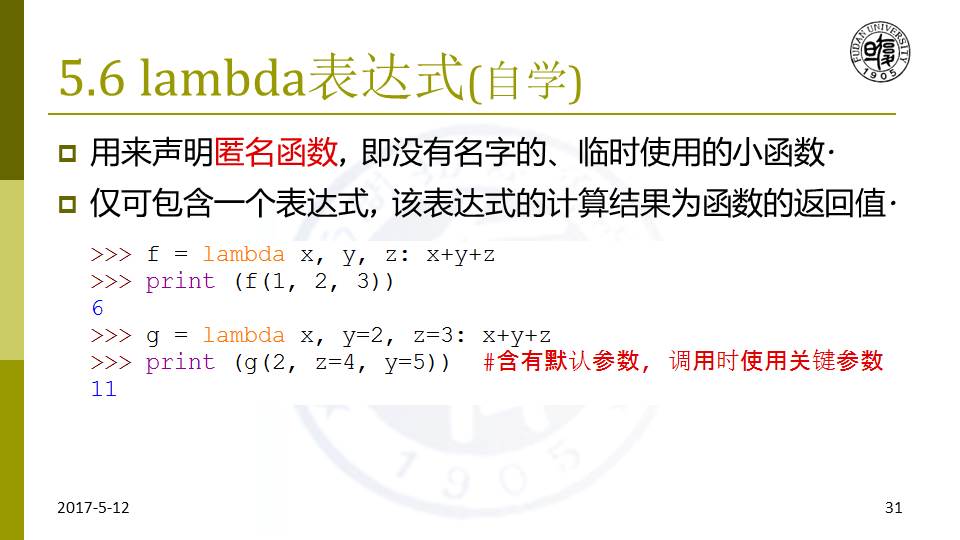 5.6 lambda表达式(自学)
FUDAN UNIVERSITY
1905
用来声明匿名函数，即没有名字的、临时使用的小函数.
仅可包含一个表达式，该表达式的计算结果为函数的返回值.
>>> f = lambda x, y, z: x+y+z
>>> print (f(1, 2, 3))
6
>>> g = lambda x, y=2, z=3: x+y+z
>>> print (g(2, z=4, y=5))  #含有默认参数，调用时使用关键参数
11
1905
2017-5-12
31